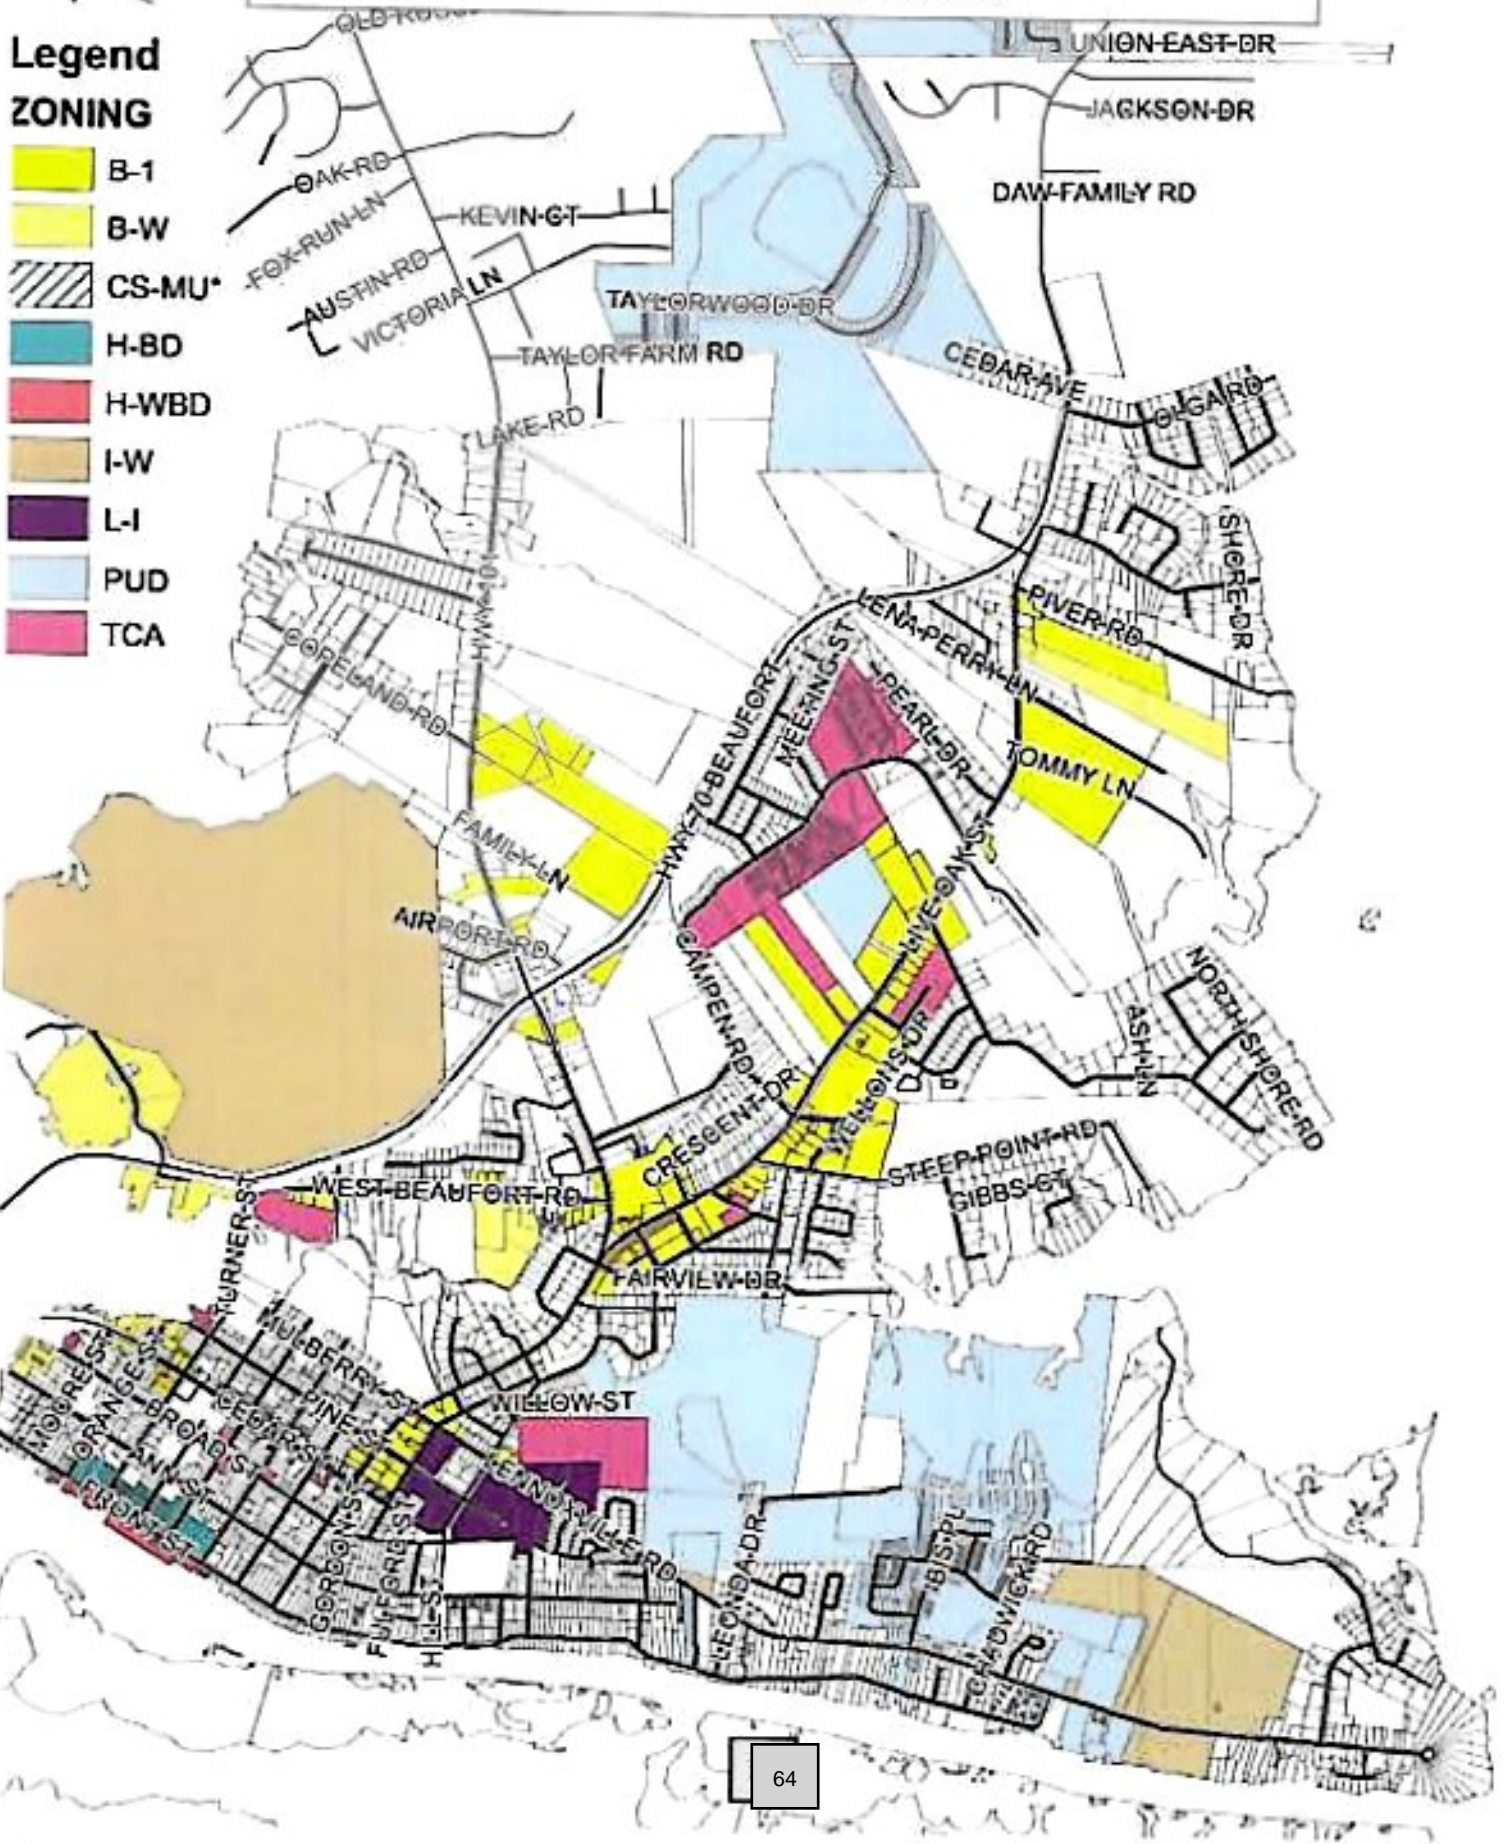 Legend
ZONING
B-1
B-W
CS-MU*
H-BD
H-WBD
I-W
L-I
PUD
TCA
UNION EAST DR
JACKSON-DR
OAK-RD
DAW-FAMILY RD
FOX-RUN-LN
KEVIN-CT
AUSTIN-RD
VICTORIA LN
TAYLORWOOD-DR
TAYLOR FARM RD
CEDAR-AVE
OLGA RD
LAKE-RD
SHORE-DR
HWY-101
PIVER-RD
LENA-PERRY-LN
COPELAND-RD
MEETING-ST
PEARL-DR
HWY-70-BEAUFORT
TOMMY LN
FAMILY-LN
LIVE-OAK-ST
AIRPORT-RD
CAMPEN-RD
NORTH-SHORE-RD
ASH-LN
WELLONS-DR
CRESCENT-DR
STEEP-POINT-RD
WEST-BEAUFORT-RD
GIBBS-CT
TURNER-ST
FAIRVIEW-DR
MULBERRY-ST
WILLOW-ST
PINE-ST
CEDAR-ST
MOORE-ST
ORANGE-ST
BROAD-ST
ANN-ST
LENNOXVILLE-RD
FRONT-ST
GORDON-ST
FULFORD-ST
HILL-ST
LEONDA-DR
CHADWICK-RD
64